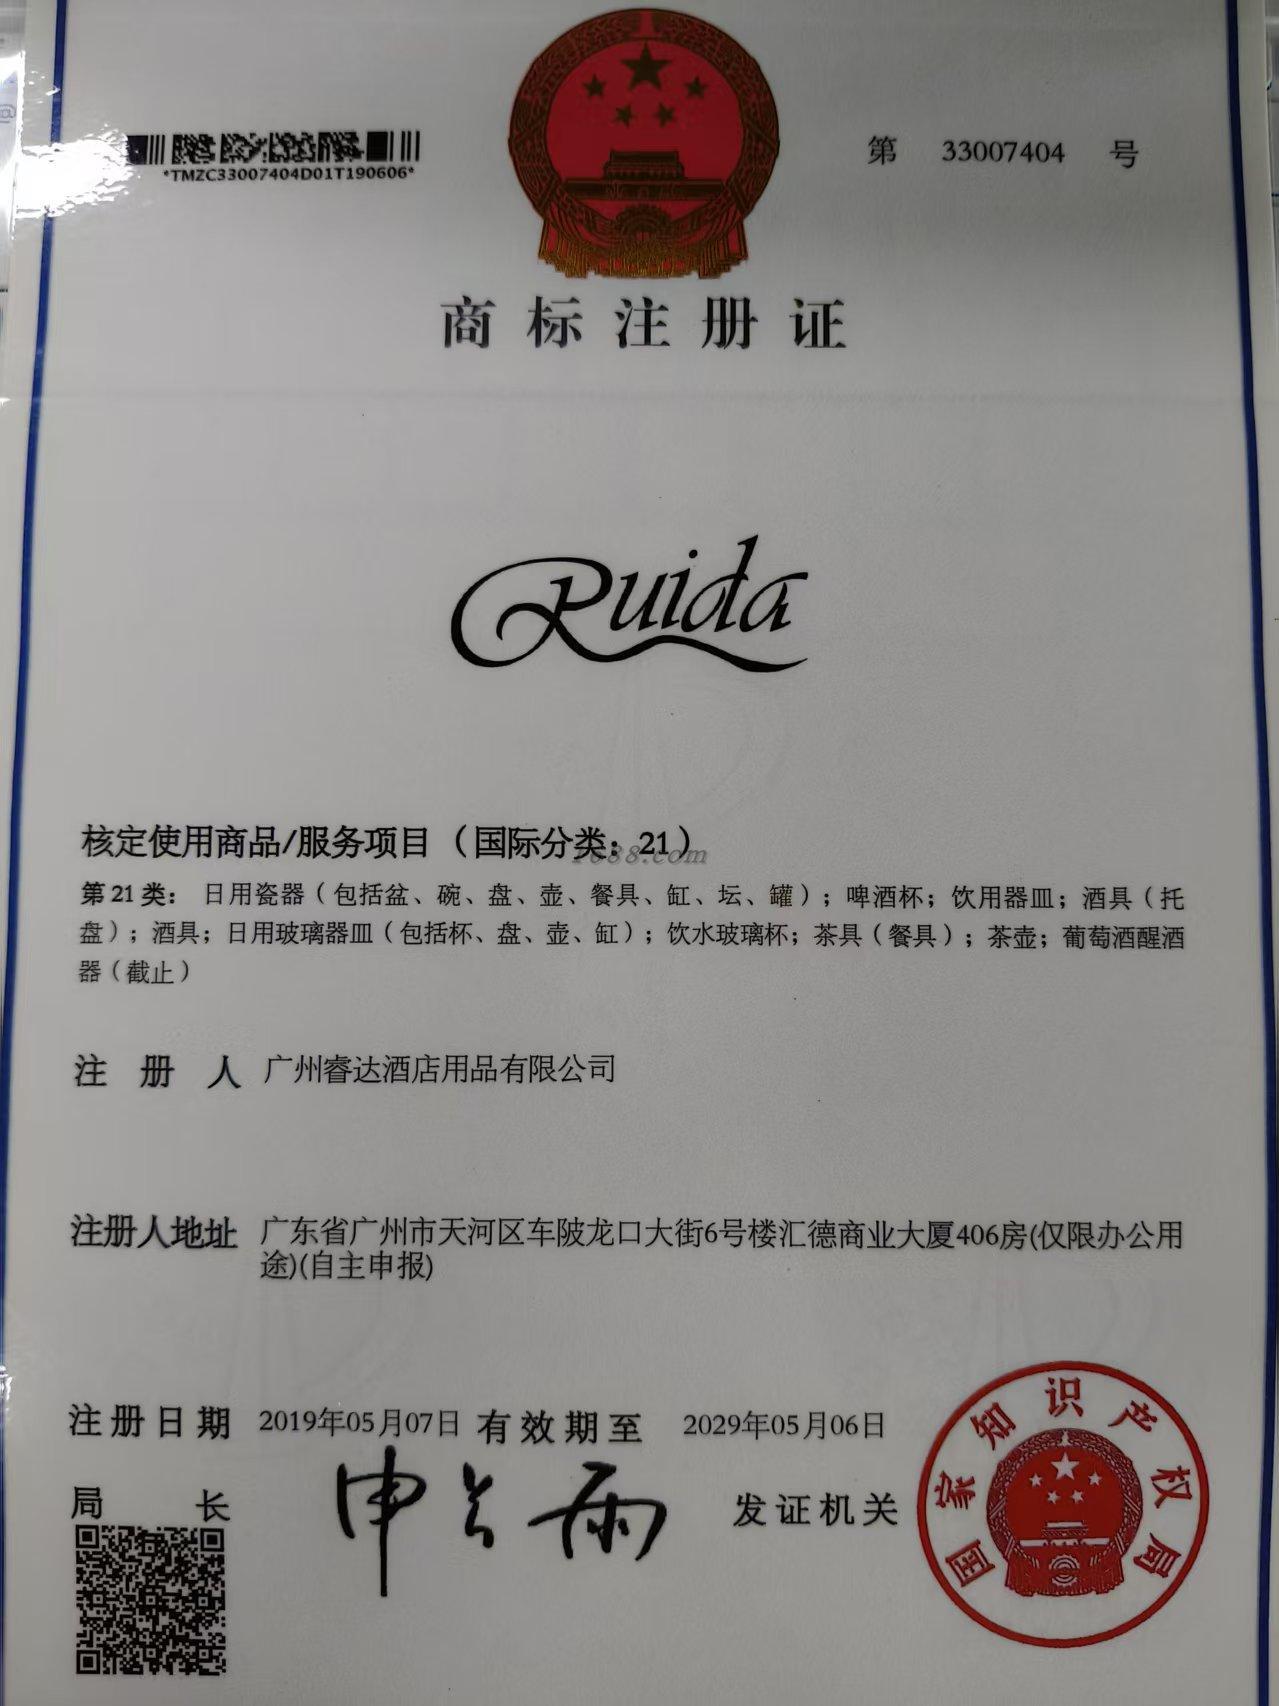 *TMZC33007404D01T190606*
第 33007404 号
商标注册证
Ruida
核定使用商品/服务项目（国际分类：21）
1688.com
第21类：日用瓷器（包括盆、碗、盘、壶、餐具、缸、坛、罐）；啤酒杯；饮用器皿；酒具（托
盘）；酒具；日用玻璃器皿（包括杯、盘、壶、缸）；饮水玻璃杯；茶具（餐具）；茶壶；葡萄酒醒酒
器（截止）
注册人 广州睿达酒店用品有限公司
注册人地址 广东省广州市天河区车陂龙口大街6号楼汇德商业大厦406房(仅限办公用
途)(自主申报)
注册日期 2019年05月07日 有效期至 2029年05月06日
局长 申长雨 发证机关
国家知识产权局